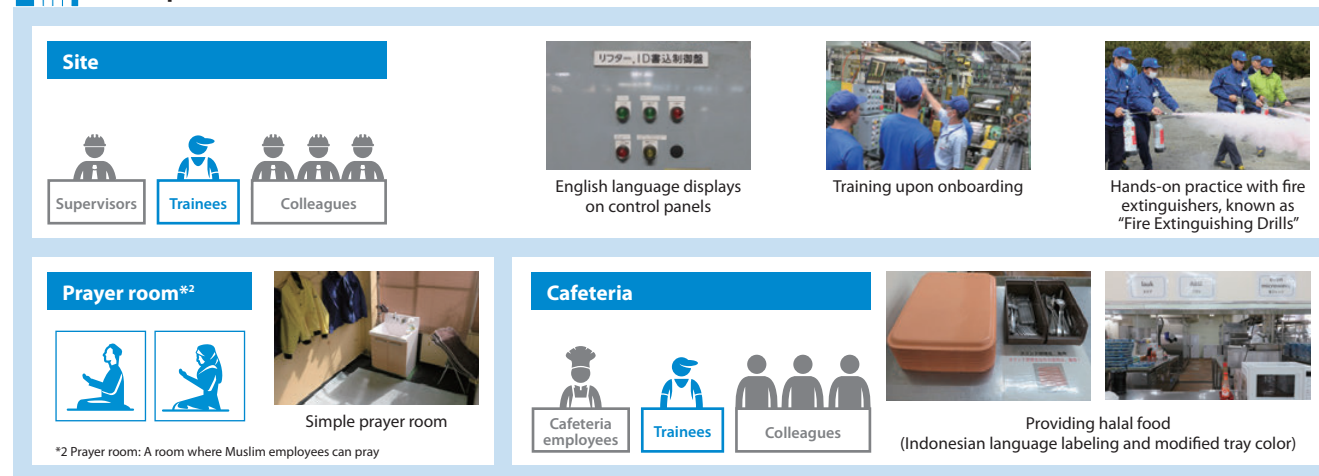 Site
Supervisors
Trainees
Colleagues
リフター,ID書込制御盤
English language displays
on control panels
Training upon onboarding
Hands-on practice with fire
extinguishers, known as
“Fire Extinguishing Drills”
Prayer room*2
Simple prayer room
*2 Prayer room: A room where Muslim employees can pray
Cafeteria
Cafeteria
employees
Trainees
Colleagues
lauk
nasi
Providing halal food
(Indonesian language labeling and modified tray color)